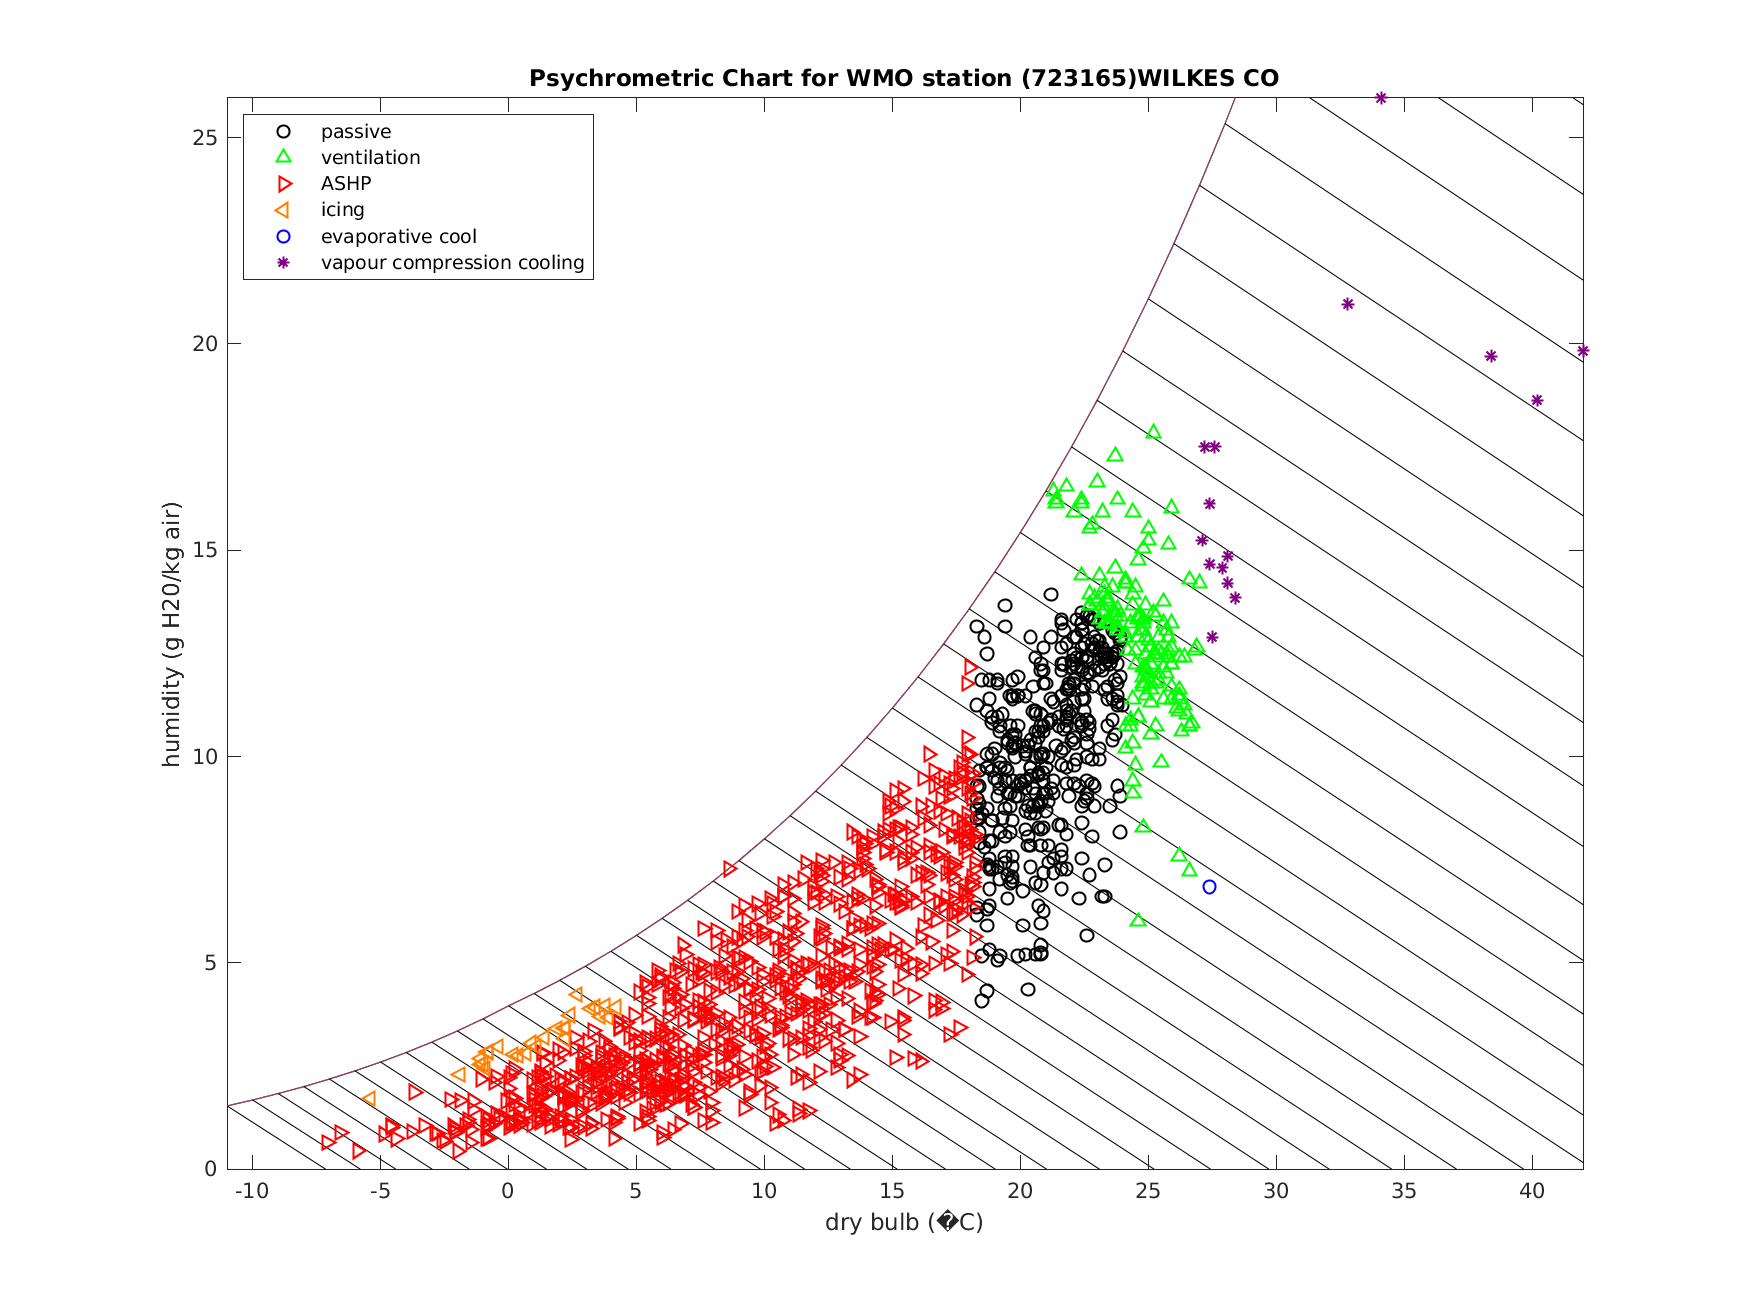 Psychrometric Chart for WMO station (723165)WILKES CO
passive
ventilation
ASHP
icing
evaporative cool
vapour compression cooling
humidity (g H20/kg air)
25
20
15
10
5
0
-10 -5 0 5 10 15 20 25 30 35 40
dry bulb (�C)